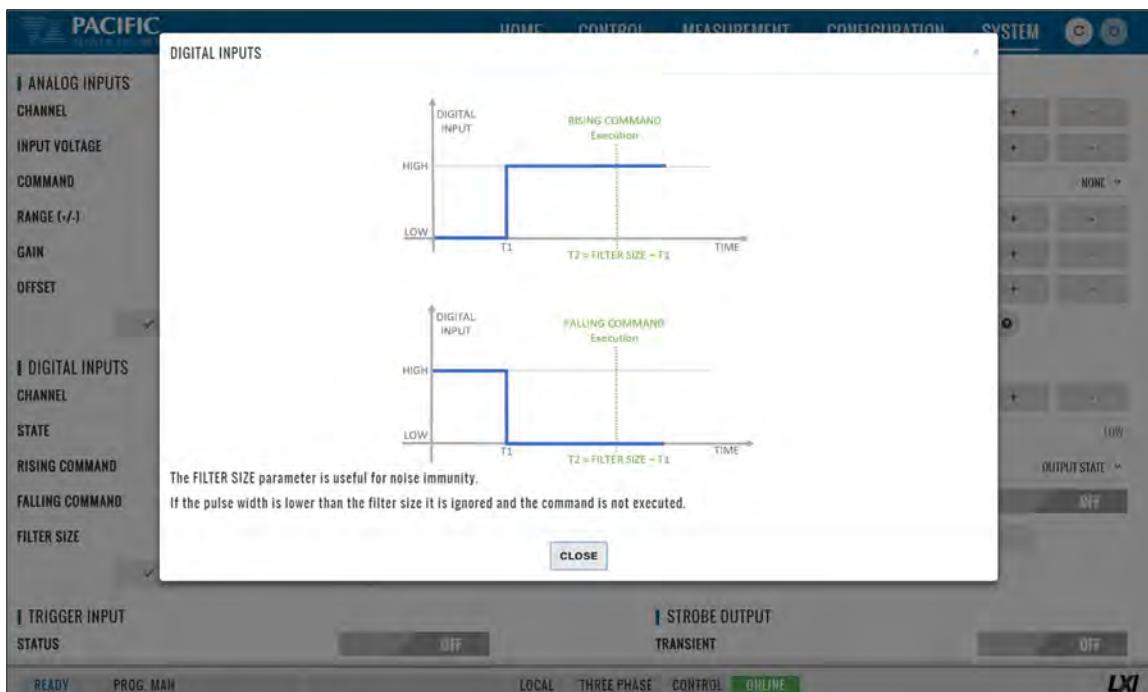 PACIFIC
HOME CONTROL MEASUREMENT CONFIGURATION SYSTEM
DIGITAL INPUTS
ANALOG INPUTS
CHANNEL
INPUT VOLTAGE
COMMAND
NONE
RANGE (+/-)
GAIN
OFFSET
DIGITAL INPUT
RISING COMMAND
Execution
HIGH
LOW
T1
T2 = FILTER SIZE – T1
TIME
DIGITAL INPUT
FALLING COMMAND
Execution
HIGH
LOW
T1
T2 = FILTER SIZE – T1
TIME
The FILTER SIZE parameter is useful for noise immunity.
If the pulse width is lower than the filter size it is ignored and the command is not executed.
CLOSE
DIGITAL INPUTS
CHANNEL
STATE
LOW
RISING COMMAND
OUTPUT STATE
FALLING COMMAND
OFF
FILTER SIZE
TRIGGER INPUT
STATUS
OFF
STROBE OUTPUT
TRANSIENT
OFF
READY PROG. MAN LOCAL THREE PHASE CONTROL ONLINE LXI